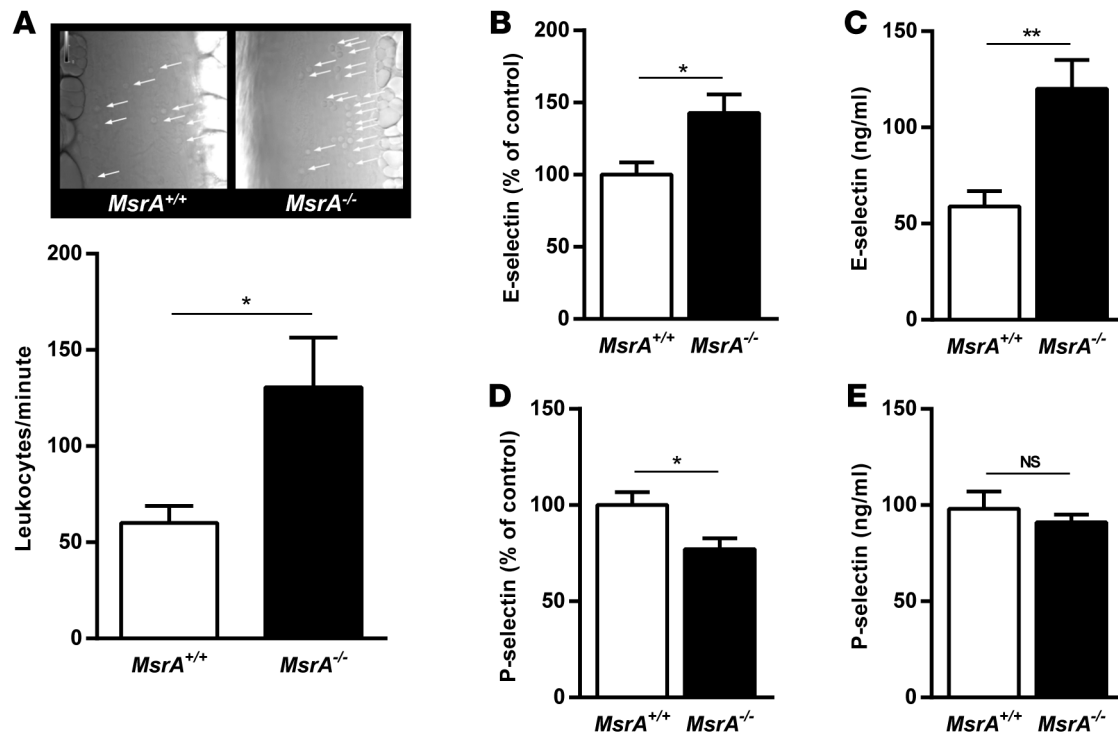 A
MsrA+/+
MsrA-/-
Leukocytes/minute
200
150
100
50
0
*
MsrA+/+
MsrA-/-
B
E-selectin (% of control)
200
150
100
50
0
*
MsrA+/+
MsrA-/-
C
E-selectin (ng/ml)
150
100
50
0
**
MsrA+/+
MsrA-/-
D
P-selectin (% of control)
150
100
50
0
*
MsrA+/+
MsrA-/-
E
P-selectin (ng/ml)
150
100
50
0
NS
MsrA+/+
MsrA-/-